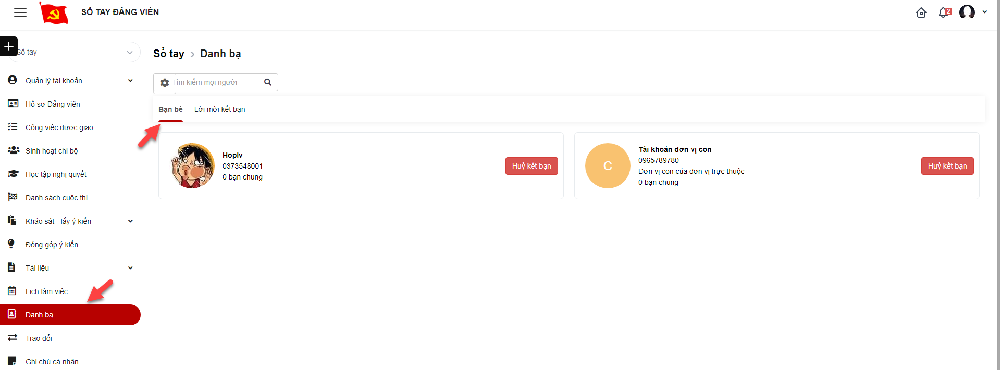 SỔ TAY ĐẢNG VIÊN
2
Sổ tay
Sổ tay > Danh bạ
Quản lý tài khoản
Tìm kiếm mọi người
Hồ sơ Đảng viên
Bạn bè
Lời mời kết bạn
Công việc được giao
Sinh hoạt chi bộ
Học tập nghị quyết
Danh sách cuộc thi
Khảo sát - lấy ý kiến
Đóng góp ý kiến
Tài liệu
Lịch làm việc
Danh bạ
Trao đổi
Ghi chú cá nhân
Hoplv
0373548001
0 bạn chung
Huỷ kết bạn
C
Tài khoản đơn vị con
0965789780
Đơn vị con của đơn vị trực thuộc
0 bạn chung
Huỷ kết bạn